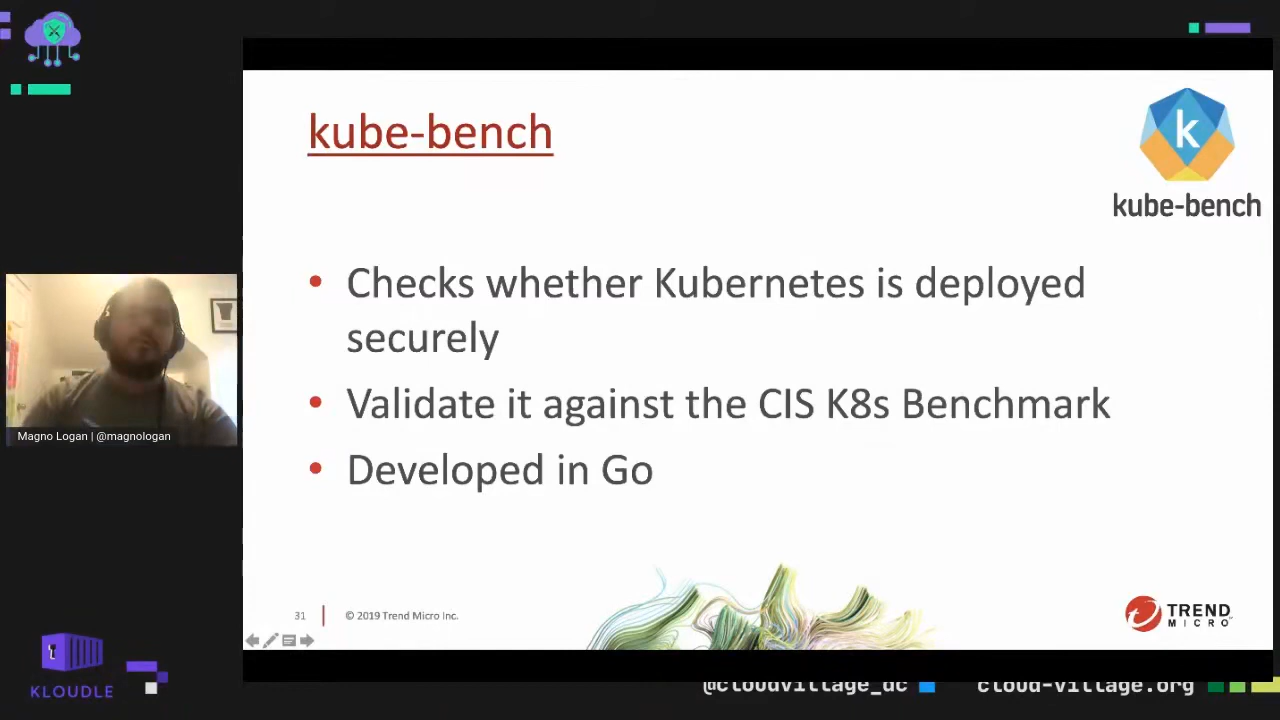 kube-bench
k
kube-bench
• Checks whether Kubernetes is deployed
securely
• Validate it against the CIS K8s Benchmark
• Developed in Go
Magno Logan | @magnologan
31
© 2019 Trend Micro Inc.
TREND
MICRO™
KLOUDLE
@cloudvillage_dc
cloud-village.org